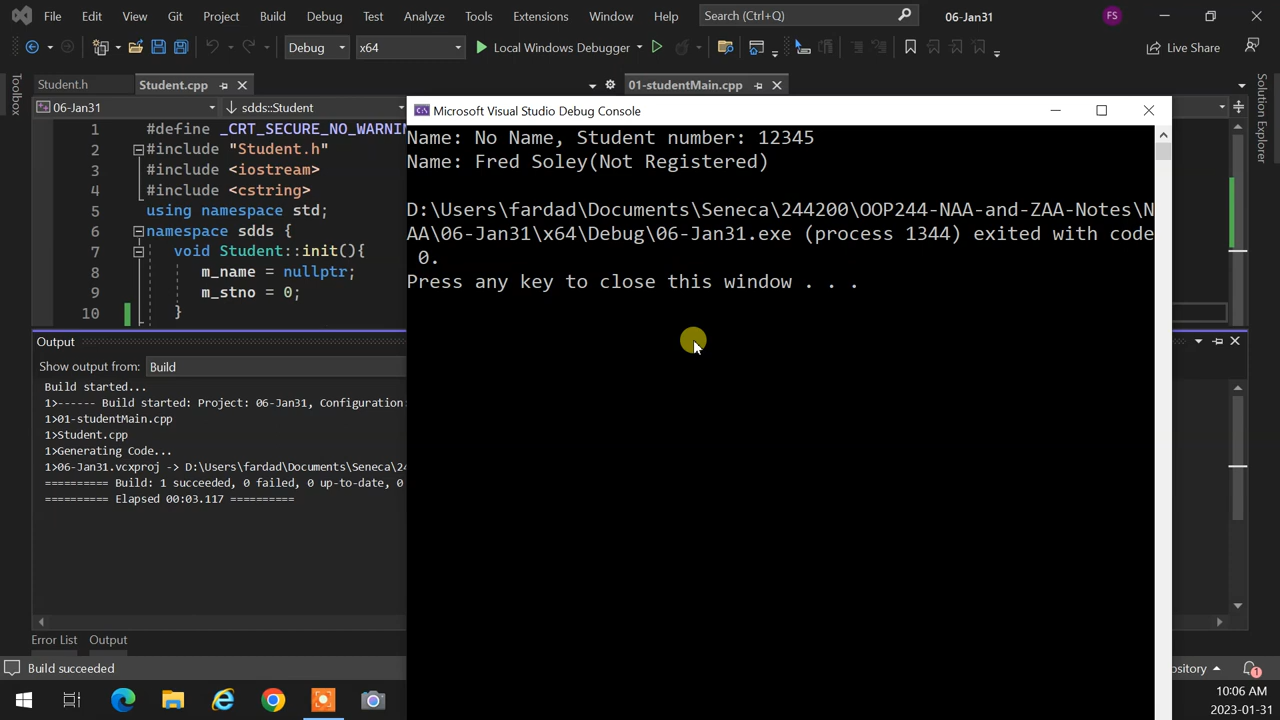 File Edit View Git Project Build Debug Test Analyze Tools Extensions Window Help Search (Ctrl+Q) 06-Jan31 FS
Debug x64 Local Windows Debugger Live Share
Toolbox
Student.h Student.cpp 01-studentMain.cpp
Solution Explorer
06-Jan31 sdds::Student
1 #define _CRT_SECURE_NO_WARNIN
2 #include "Student.h"
3 #include <iostream>
4 #include <cstring>
5 using namespace std;
6 namespace sdds {
7 void Student::init(){
8 m_name = nullptr;
9 m_stno = 0;
10 }
Microsoft Visual Studio Debug Console
Name: No Name, Student number: 12345
Name: Fred Soley(Not Registered)
D:\Users\fardad\Documents\Seneca\244200\OOP244-NAA-and-ZAA-Notes\N
AA\06-Jan31\x64\Debug\06-Jan31.exe (process 1344) exited with code
0.
Press any key to close this window . . .
Output
Show output from: Build
Build started...
1>------ Build started: Project: 06-Jan31, Configuration:
1>01-studentMain.cpp
1>Student.cpp
1>Generating Code...
1>06-Jan31.vcxproj -> D:\Users\fardad\Documents\Seneca\24
========== Build: 1 succeeded, 0 failed, 0 up-to-date, 0
========== Elapsed 00:03.117 ==========
Error List Output
Build succeeded
ository
1
10:06 AM
2023-01-31